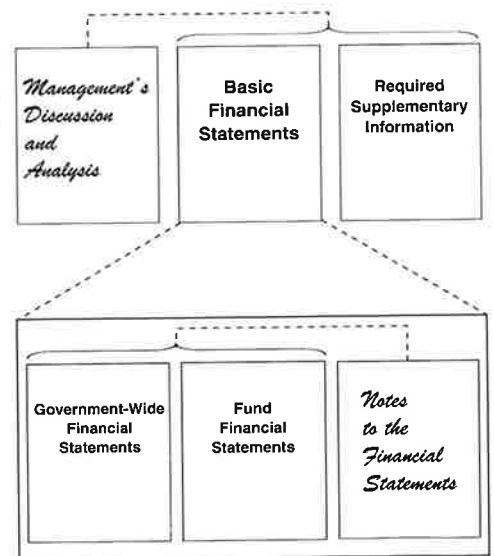 Management's
Discussion
and
Analysis
Basic
Financial
Statements
Required
Supplementary
Information
Government-Wide
Financial
Statements
Fund
Financial
Statements
Notes
to the
Financial
Statements